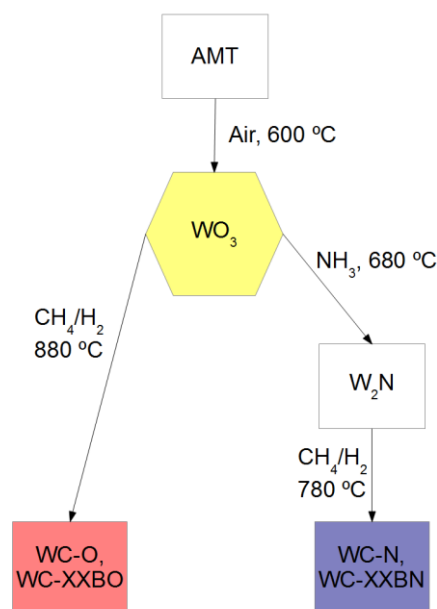 AMT
Air, 600 ºC
WO₃
NH₃, 680 ºC
CH₄/H₂
880 ºC
W₂N
CH₄/H₂
780 ºC
WC-O,
WC-XXBO
WC-N,
WC-XXBN